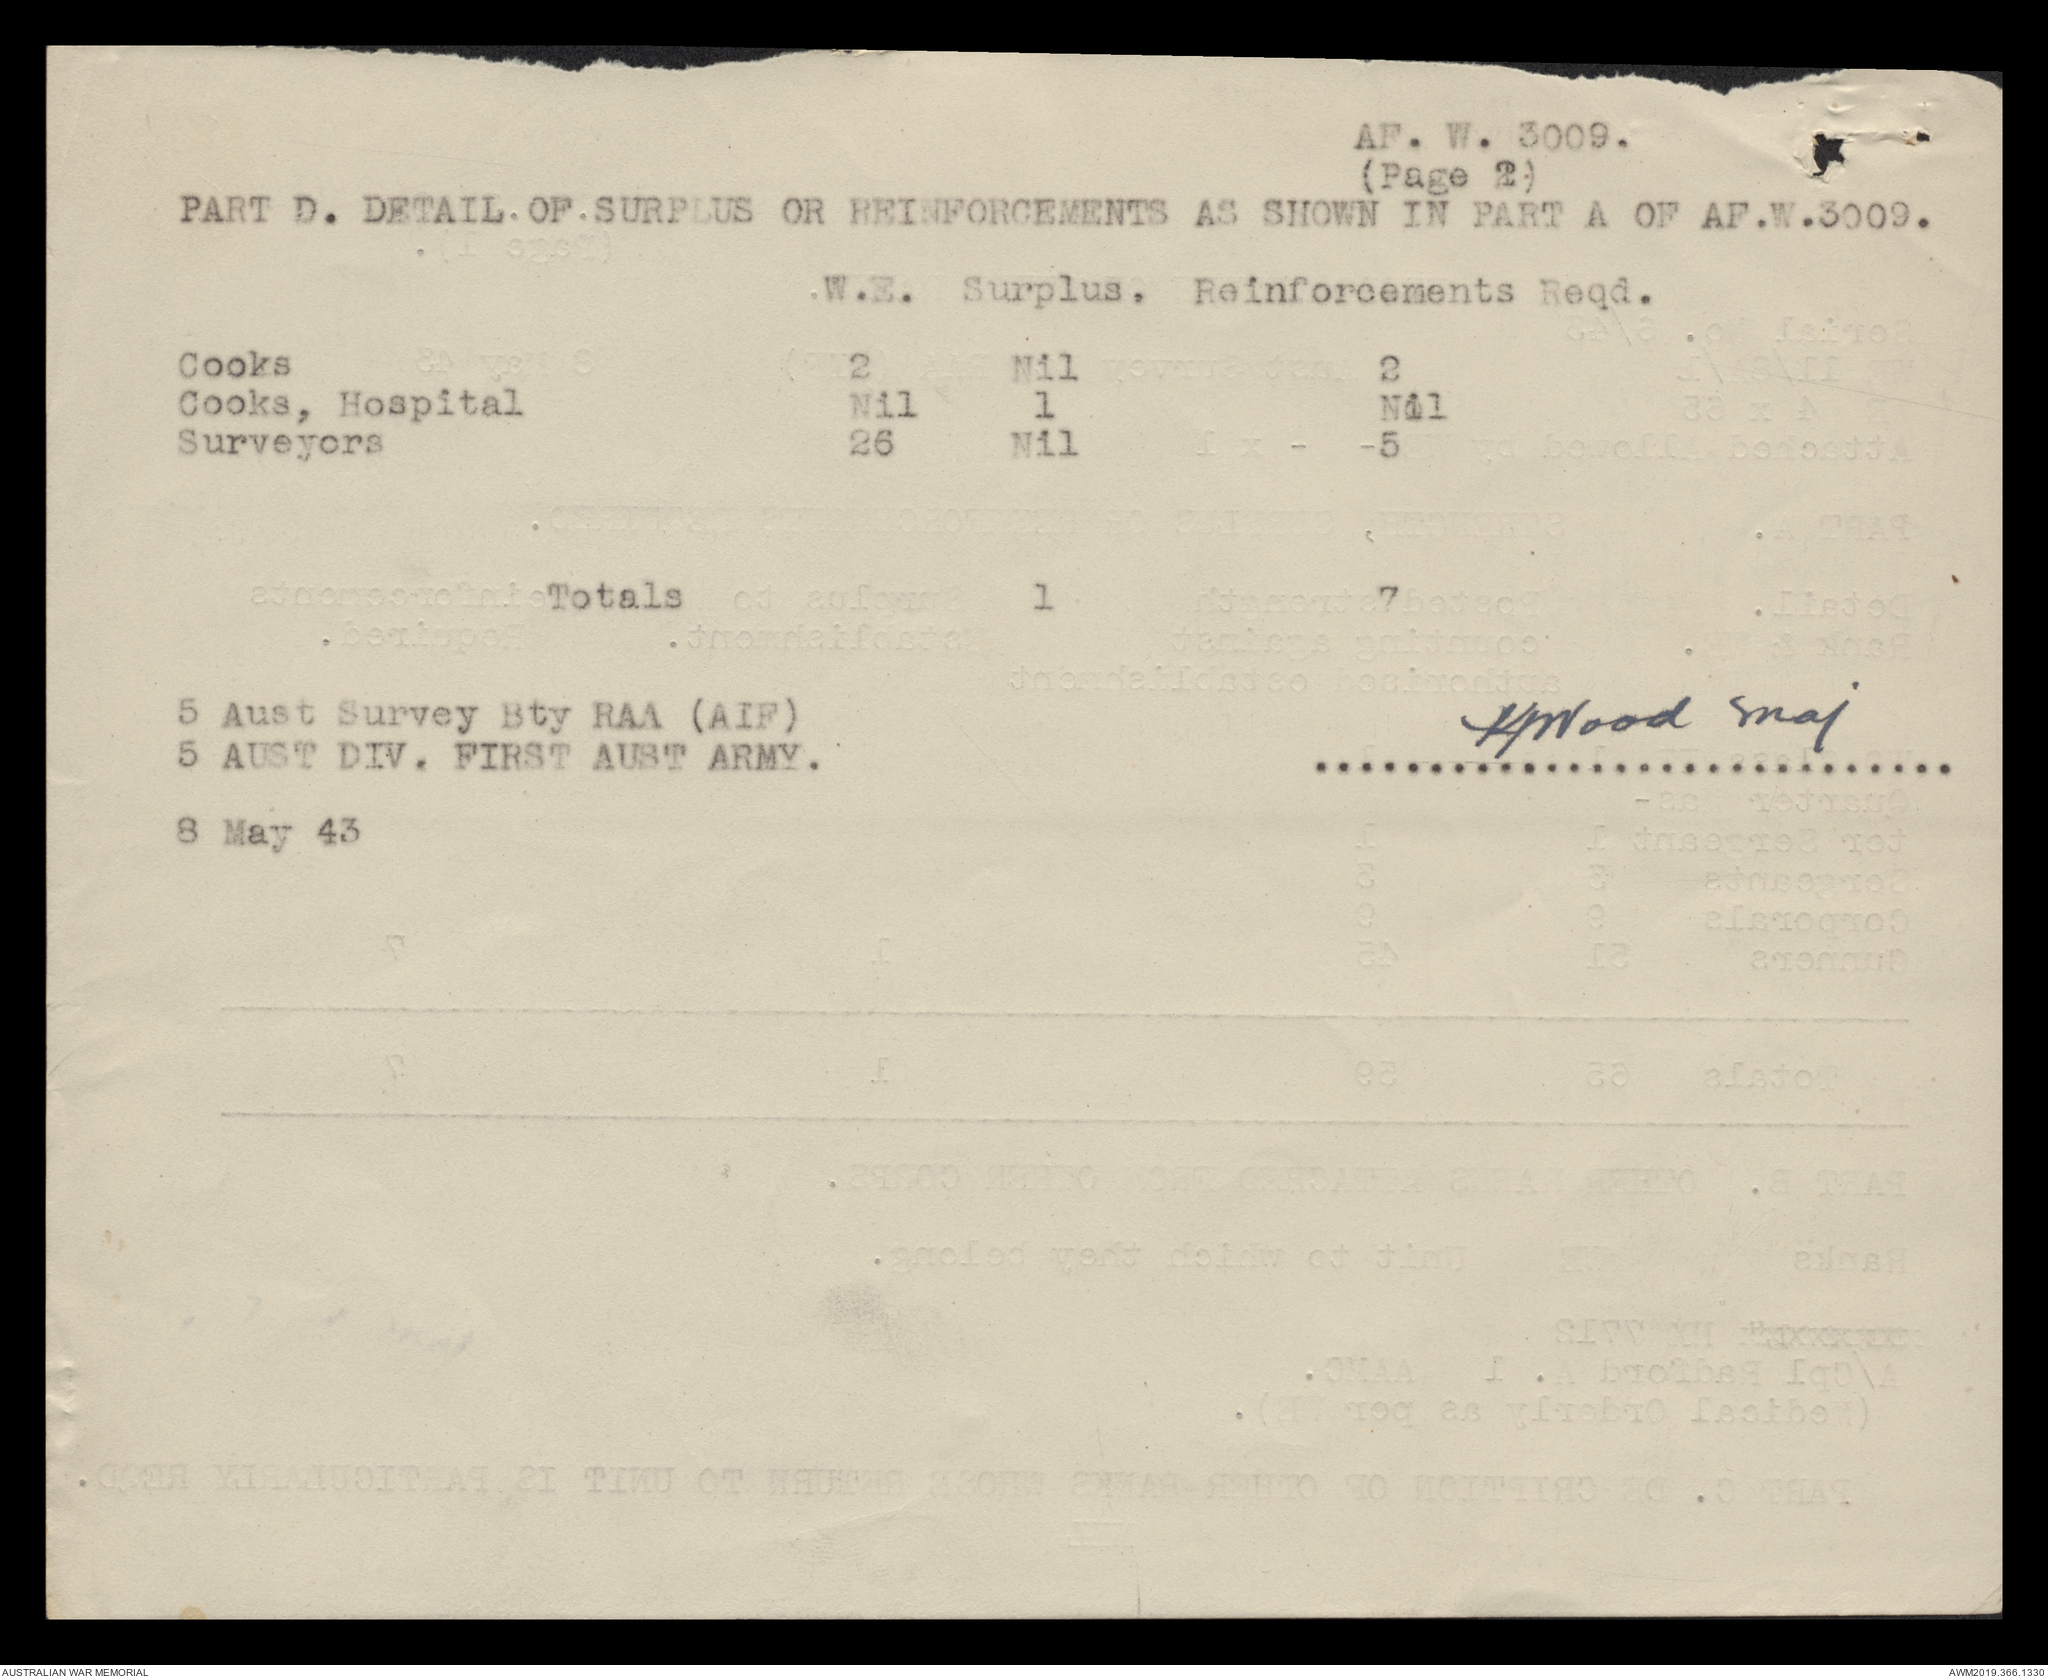 AF. W. 3009.
(Page 2)
PART D. DETAIL.OF.SURPLUS OR REINFORCEMENTS AS SHOWN IN PART A OF AF.W.3009.
W.E. Surplus. Reinforcements Reqd.
Cooks 2 Nil 2
Cooks, Hospital Nil 1 Nil
Surveyors 26 Nil -5
Totals 1 7
5 Aust Survey Bty RAA (AIF)
5 AUST DIV. FIRST AUST ARMY.
Wood Maj
8 May 43
AUSTRALIAN WAR MEMORIAL
AWM2019.366.1330